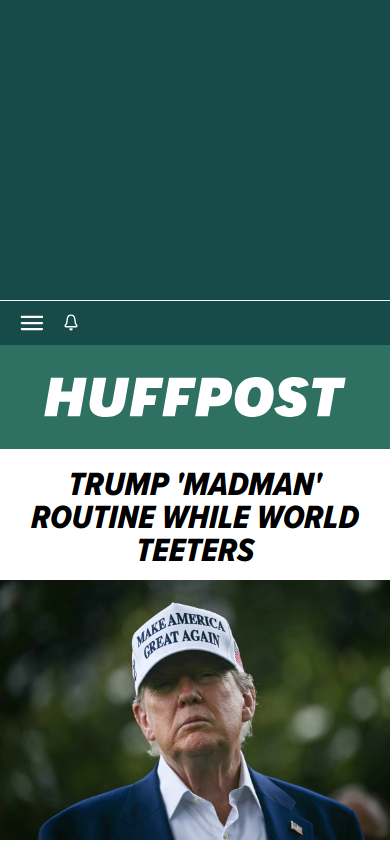 HUFFPOST
TRUMP 'MADMAN'
ROUTINE WHILE WORLD
TEETERS
MAKE AMERICA
GREAT AGAIN